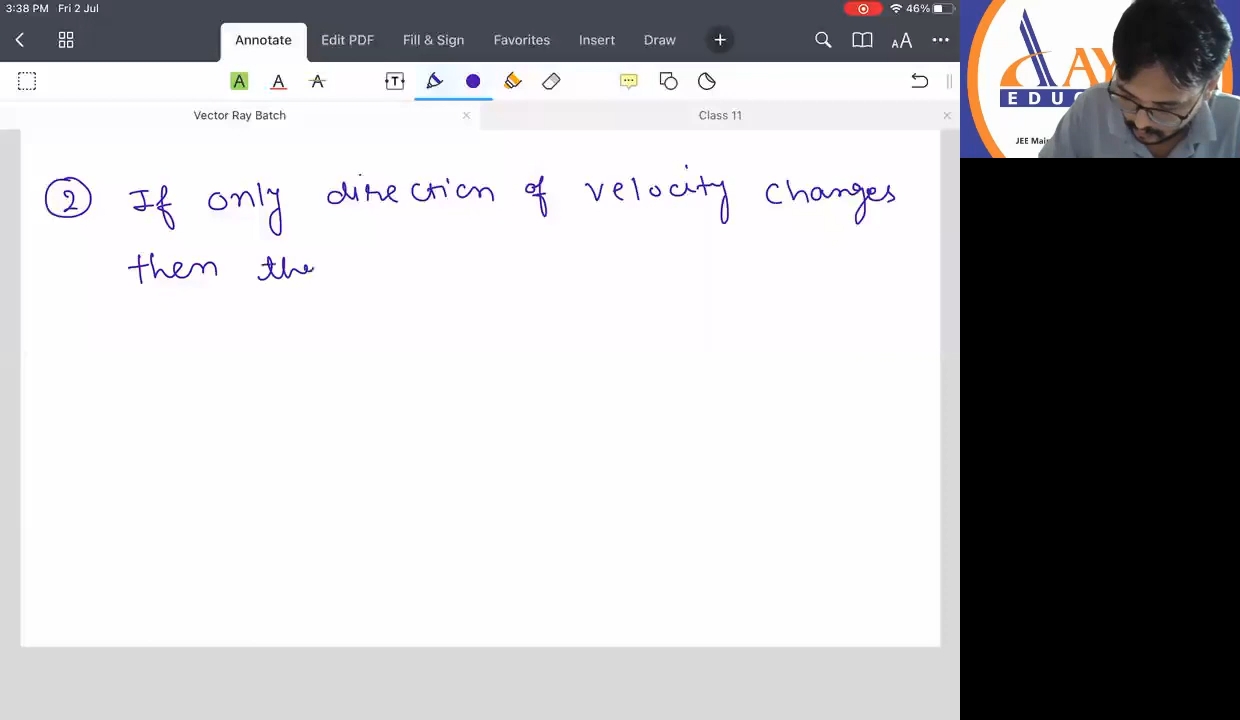 3:38 PM Fri 2 Jul
46%
Annotate
Edit PDF
Fill & Sign
Favorites
Insert
Draw
Vector Ray Batch
Class 11
② If only direction of velocity changes
then the
AY
EDU
JEE Main